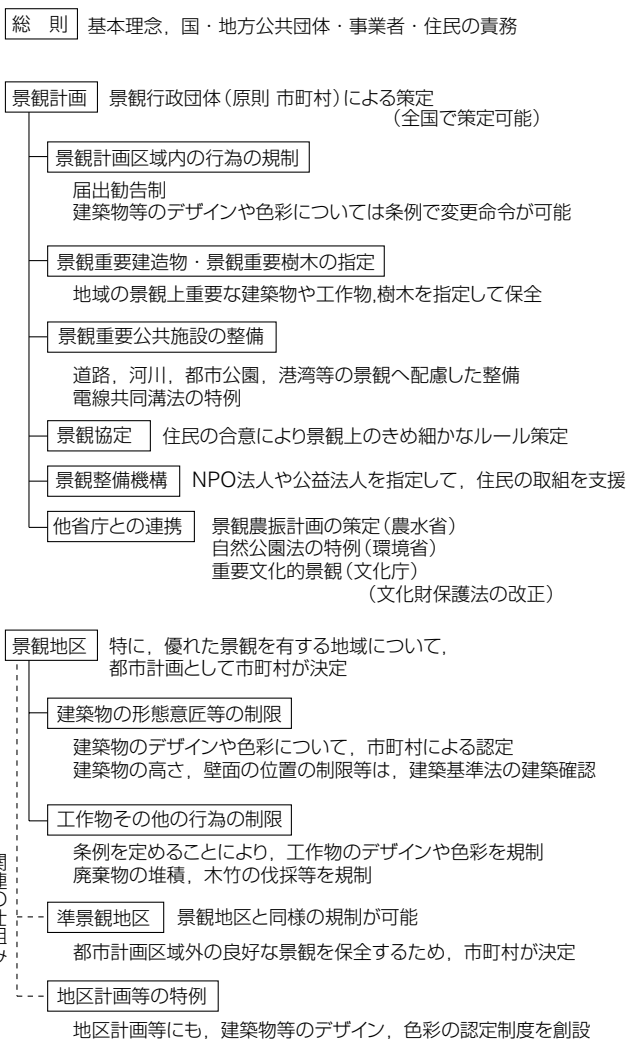 総 則 基本理念，国・地方公共団体・事業者・住民の責務
景観計画 景観行政団体（原則 市町村）による策定
（全国で策定可能）
景観計画区域内の行為の規制
届出勧告制
建築物等のデザインや色彩については条例で変更命令が可能
景観重要建造物・景観重要樹木の指定
地域の景観上重要な建築物や工作物,樹木を指定して保全
景観重要公共施設の整備
道路，河川，都市公園，港湾等の景観へ配慮した整備
電線共同溝法の特例
景観協定 住民の合意により景観上のきめ細かなルール策定
景観整備機構 NPO法人や公益法人を指定して，住民の取組を支援
他省庁との連携 景観農振計画の策定（農水省）
自然公園法の特例（環境省）
重要文化的景観（文化庁）
（文化財保護法の改正）
景観地区 特に，優れた景観を有する地域について，
都市計画として市町村が決定
建築物の形態意匠等の制限
建築物のデザインや色彩について，市町村による認定
建築物の高さ，壁面の位置の制限等は，建築基準法の建築確認
工作物その他の行為の制限
条例を定めることにより，工作物のデザインや色彩を規制
廃棄物の堆積，木竹の伐採等を規制
関連の仕組み
準景観地区 景観地区と同様の規制が可能
都市計画区域外の良好な景観を保全するため，市町村が決定
地区計画等の特例
地区計画等にも，建築物等のデザイン，色彩の認定制度を創設